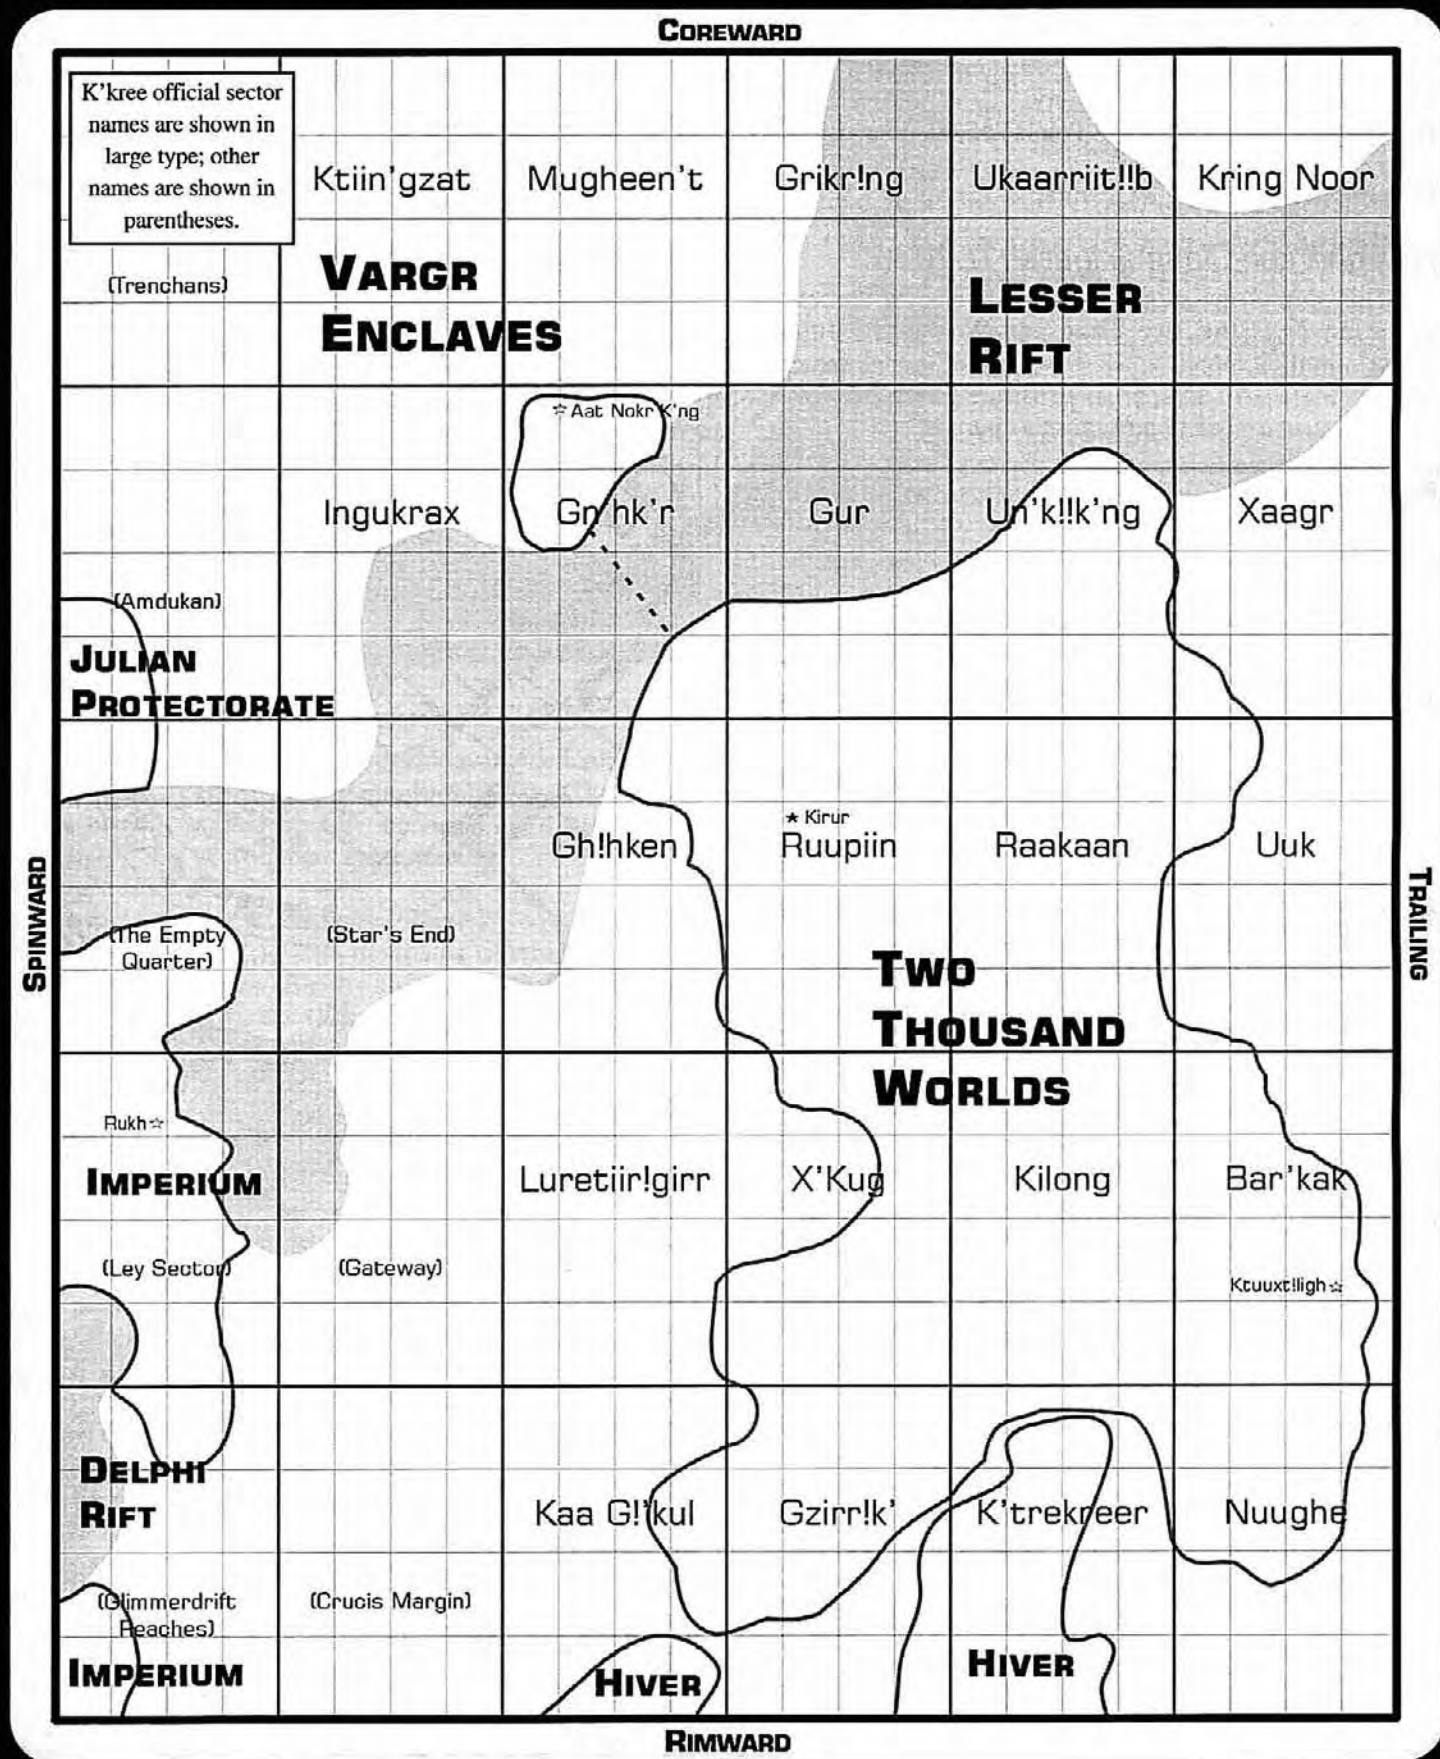 COREWARD
K'kree official sector
names are shown in
large type; other
names are shown in
parentheses.
Ktiin'gzat
Mugheen't
Grikr!ng
Ukaarriit!!b
Kring Noor
(Trenchans)
VARGR
ENCLAVES
LESSER
RIFT
☆ Aat Nokr K'ng
Ingukrax
Gn'hk'r
Gur
Un'k!!k'ng
Xaagr
(Amdukan)
JULIAN
PROTECTORATE
★ Kirur
Gh!hken
Ruupiin
Raakaan
Uuk
SPINWARD
TRAILING
(The Empty
Quarter)
(Star's End)
TWO
THOUSAND
WORLDS
Rukh ☆
IMPERIUM
Luretiir!girr
X'Kug
Kilong
Bar'kak
(Ley Sector)
(Gateway)
Ktuuxt!ligh ☆
DELPHI
RIFT
Kaa G!'kul
Gzirr!k'
K'trekreer
Nuughe
(Glimmerdrift
Reaches)
(Crucis Margin)
IMPERIUM
HIVER
HIVER
RIMWARD